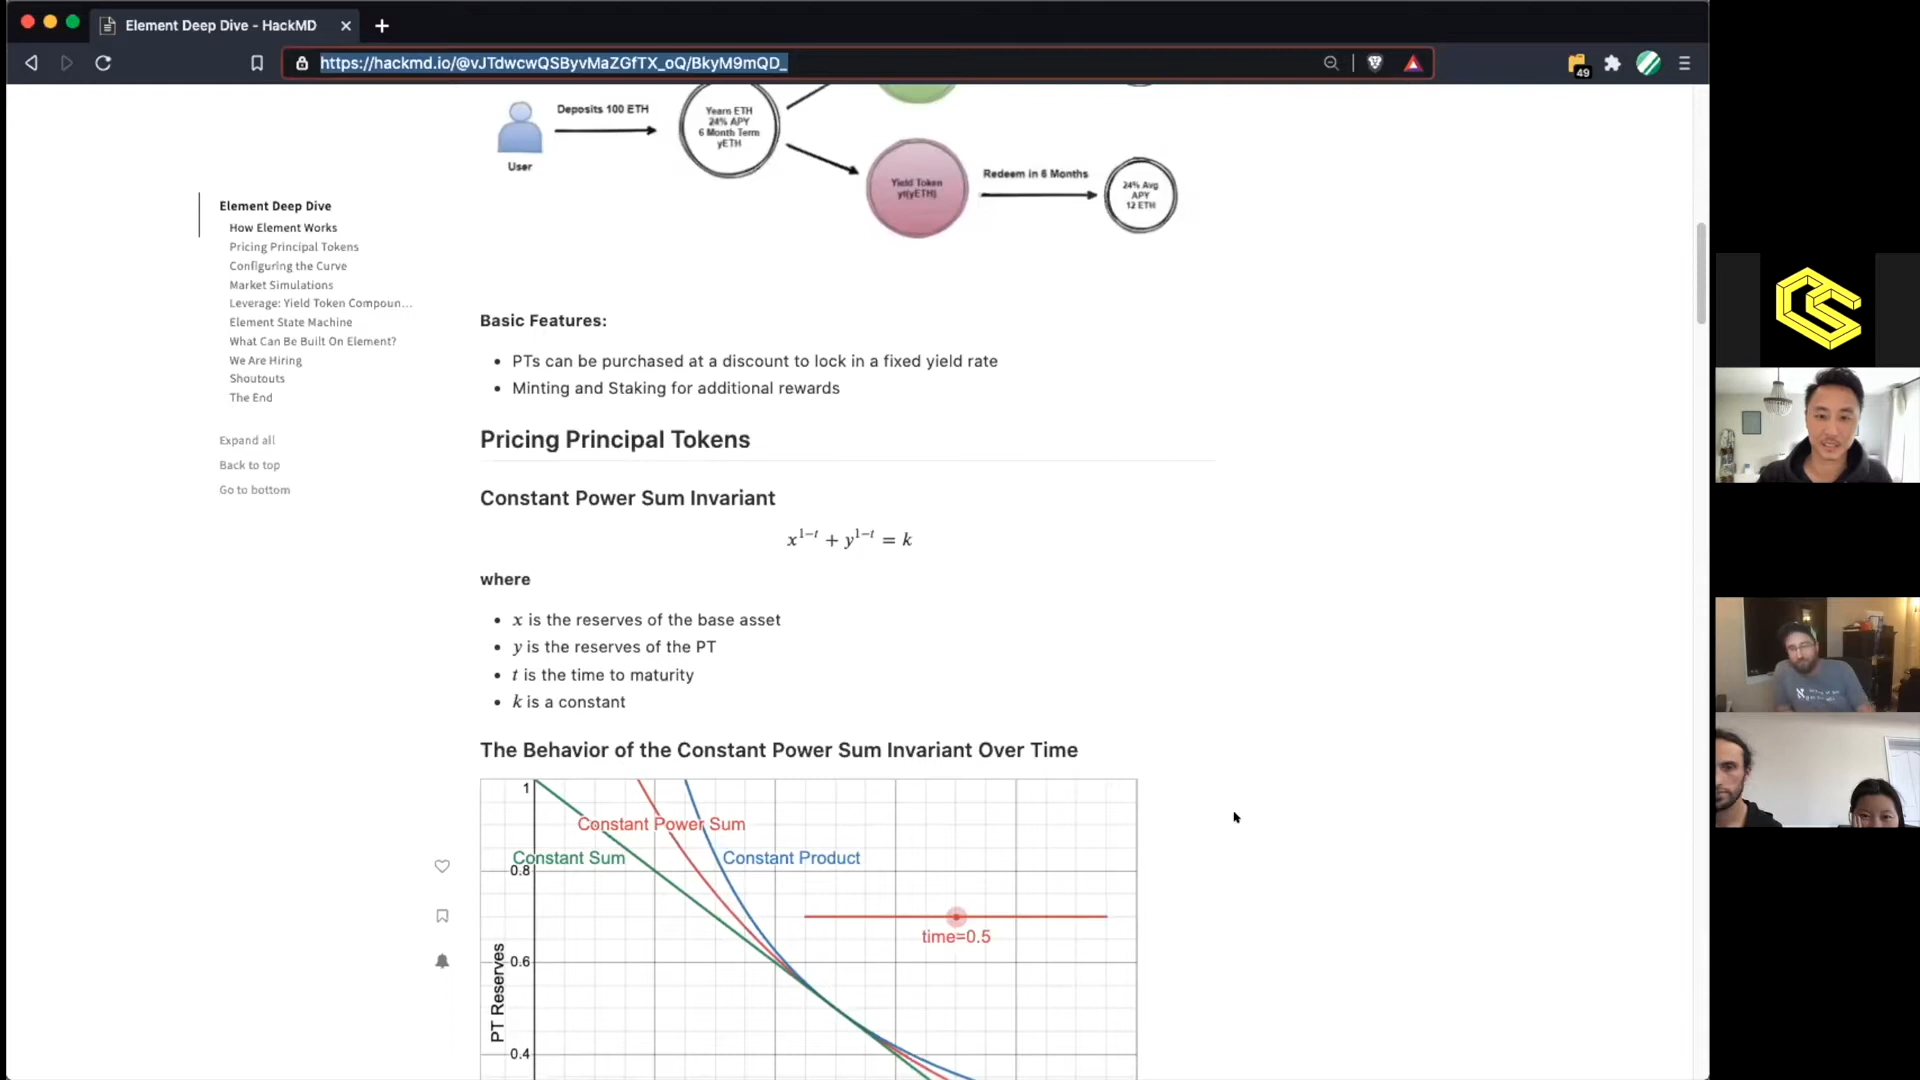 Element Deep Dive - HackMD
https://hackmd.io/@vJTdwcwQSByvMaZGfTX_oQ/BkyM9mQD_
49
Deposits 100 ETH
User
Yearn ETH
24% APY
6 Month Term
yETH
Yield Token
yt(yETH)
Redeem in 6 Months
24% Avg
APY
12 ETH
Element Deep Dive
How Element Works
Pricing Principal Tokens
Configuring the Curve
Market Simulations
Leverage: Yield Token Compoun...
Element State Machine
What Can Be Built On Element?
We Are Hiring
Shoutouts
The End
Expand all
Back to top
Go to bottom
Basic Features:
• PTs can be purchased at a discount to lock in a fixed yield rate
• Minting and Staking for additional rewards
Pricing Principal Tokens
Constant Power Sum Invariant
x^{1−t} + y^{1−t} = k
where
• x is the reserves of the base asset
• y is the reserves of the PT
• t is the time to maturity
• k is a constant
The Behavior of the Constant Power Sum Invariant Over Time
1
Constant Power Sum
Constant Sum
Constant Product
0.8
time=0.5
0.6
PT Reserves
0.4